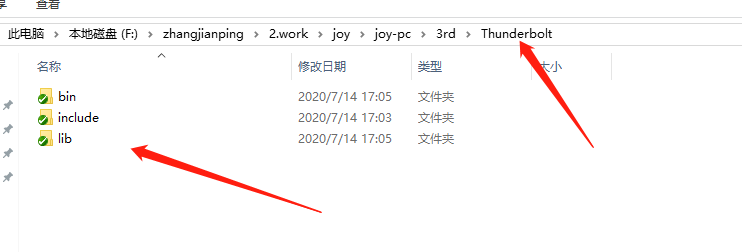 享 查看
此电脑 > 本地磁盘 (F:) > zhangjianping > 2.work > joy > joy-pc > 3rd > Thunderbolt
名称 修改日期 类型 大小
bin 2020/7/14 17:05 文件夹
include 2020/7/14 17:03 文件夹
lib 2020/7/14 17:05 文件夹